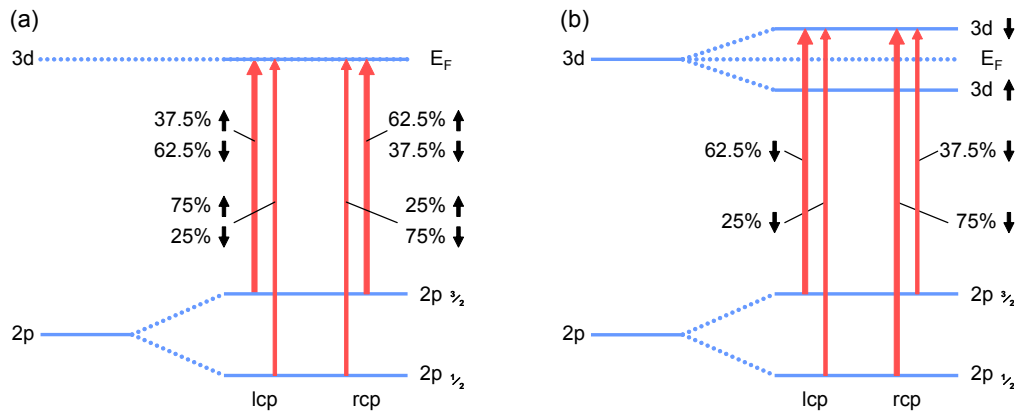 (a)
3d
E_F
37.5% ↑
62.5% ↓
62.5% ↑
37.5% ↓
75% ↑
25% ↓
25% ↑
75% ↓
2p
2p 3/2
2p 1/2
lcp
rcp
(b)
3d
3d ↓
E_F
3d ↑
62.5% ↓
37.5% ↓
25% ↓
75% ↓
2p
2p 3/2
2p 1/2
lcp
rcp